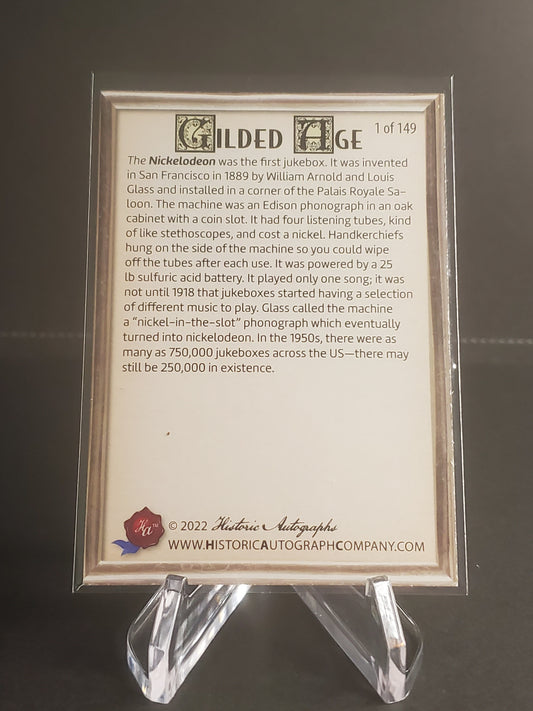 GILDED AGE
1 of 149
The Nickelodeon was the first jukebox. It was invented
in San Francisco in 1889 by William Arnold and Louis
Glass and installed in a corner of the Palais Royale Sa-
loon. The machine was an Edison phonograph in an oak
cabinet with a coin slot. It had four listening tubes, kind
of like stethoscopes, and cost a nickel. Handkerchiefs
hung on the side of the machine so you could wipe
off the tubes after each use. It was powered by a 25
lb sulfuric acid battery. It played only one song; it was
not until 1918 that jukeboxes started having a selection
of different music to play. Glass called the machine
a “nickel-in-the-slot” phonograph which eventually
turned into nickelodeon. In the 1950s, there were as
many as 750,000 jukeboxes across the US—there may
still be 250,000 in existence.
HA™
© 2022 Historic Autographs
WWW.HISTORICAUTOGRAPHCOMPANY.COM